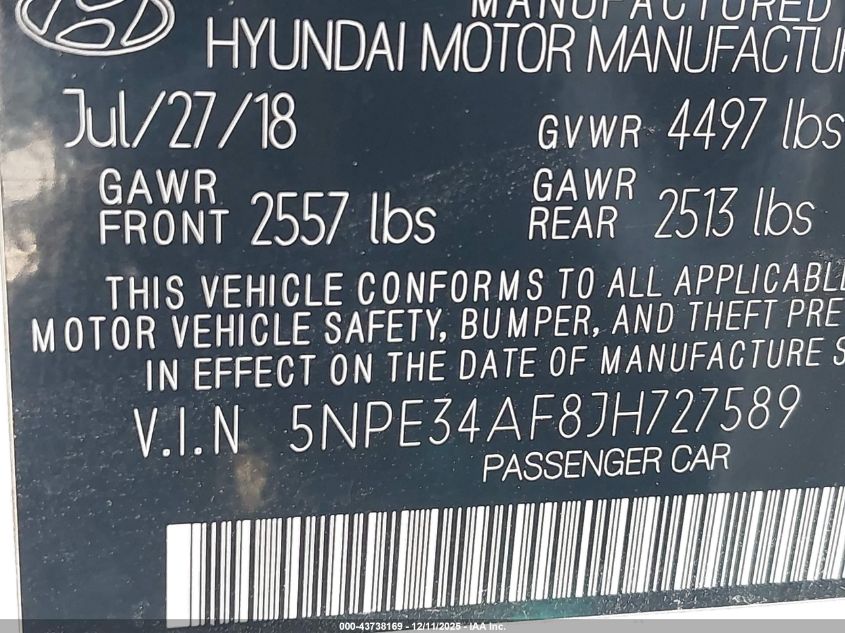 MANUFACTURED
HYUNDAI MOTOR MANUFACTUR
Jul/27/18
GVWR 4497 lbs
GAWR FRONT 2557 lbs
GAWR REAR 2513 lbs
THIS VEHICLE CONFORMS TO ALL APPLICABLE
MOTOR VEHICLE SAFETY, BUMPER, AND THEFT PRE
IN EFFECT ON THE DATE OF MANUFACTURE S
V.I.N 5NPE34AF8JH727589
PASSENGER CAR
000-43738169 - 12/11/2025 - IAA Inc.